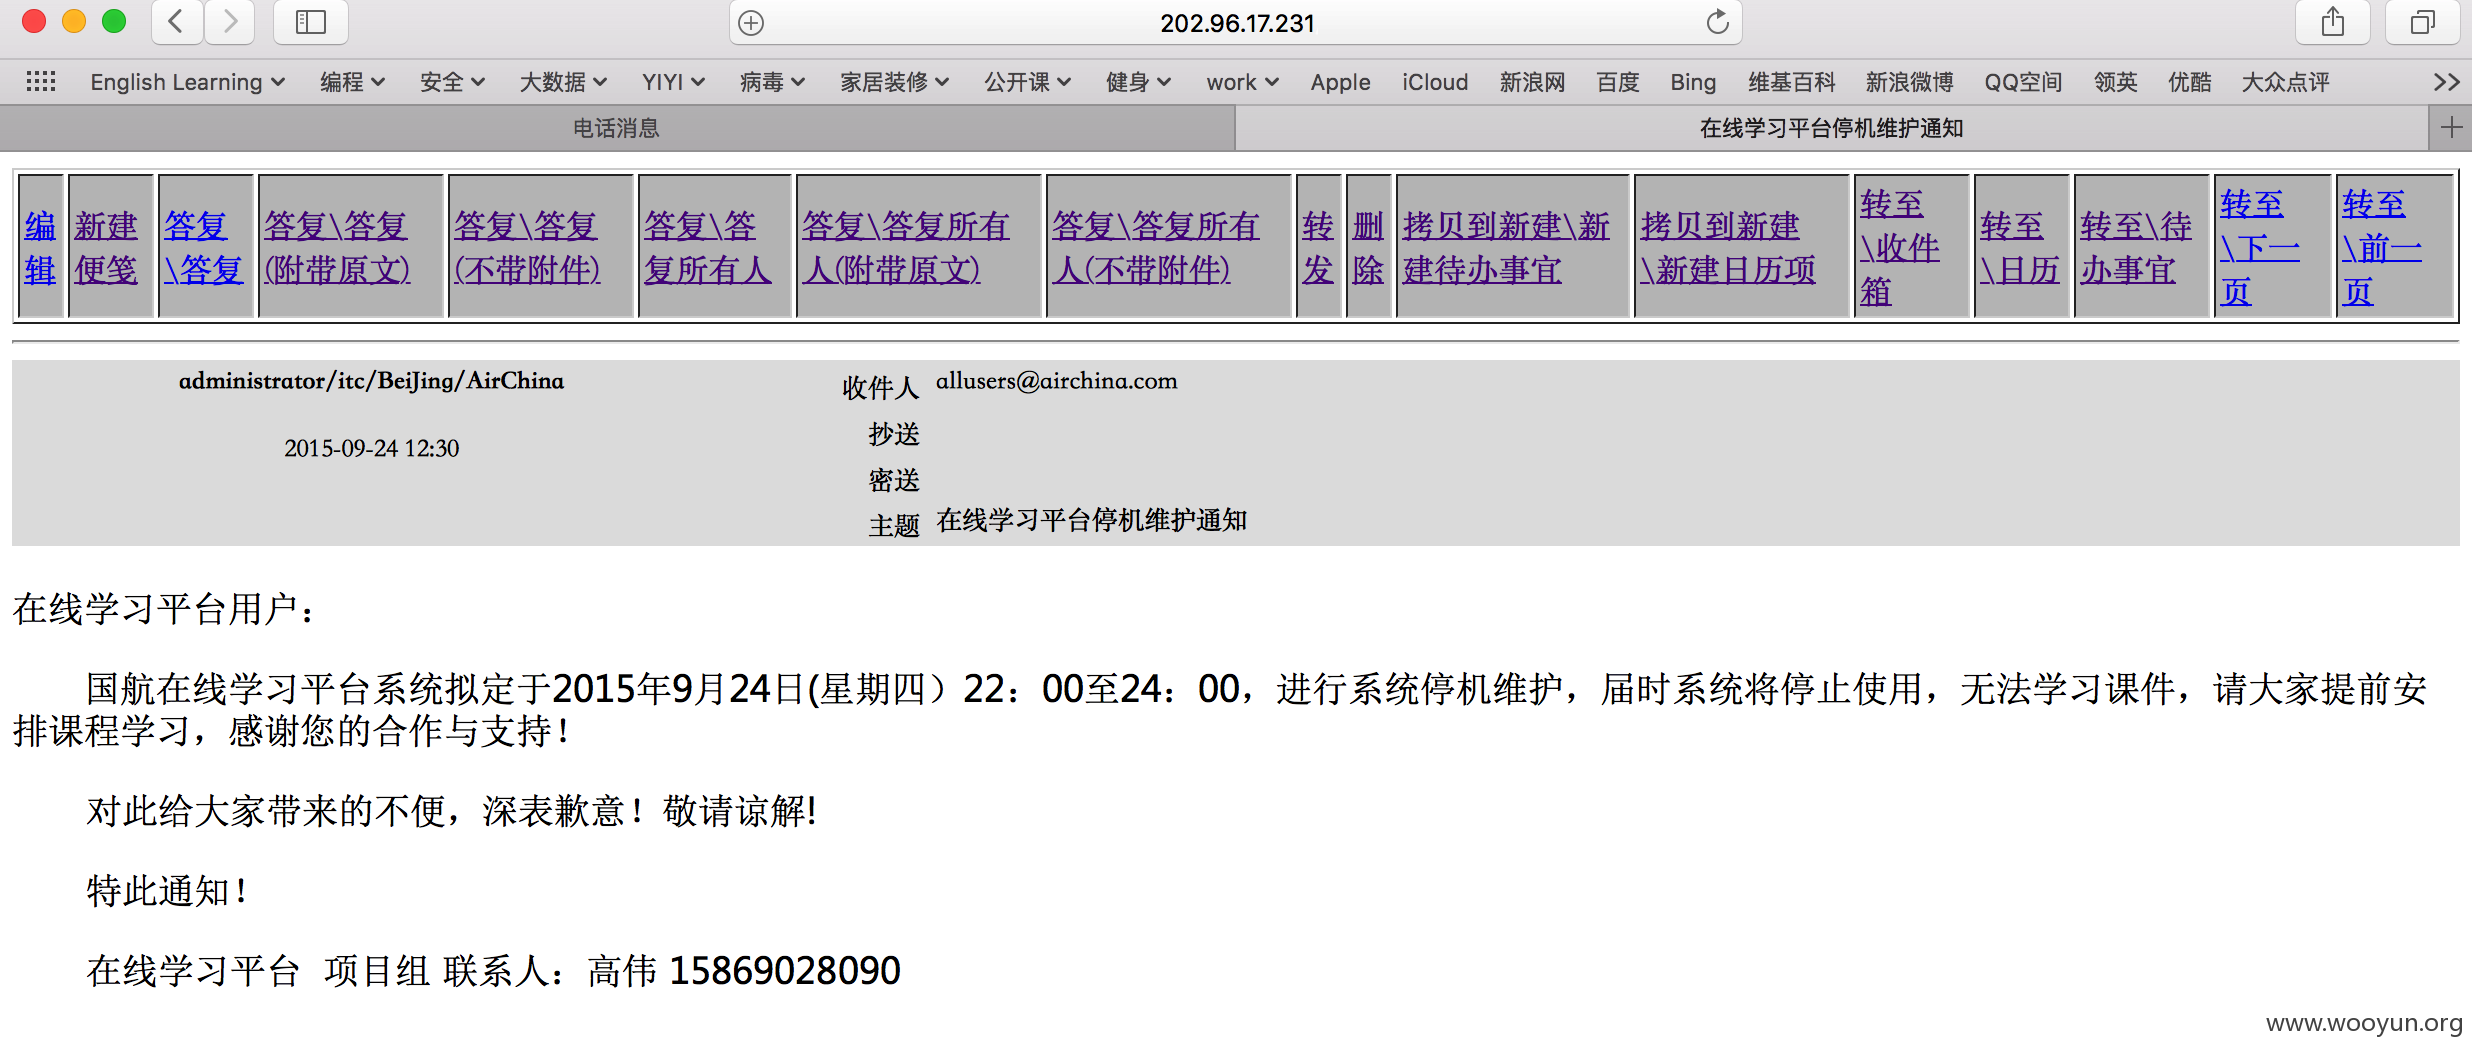 202.96.17.231
English Learning 编程 安全 大数据 YIYI 病毒 家居装修 公开课 健身 work Apple iCloud 新浪网 百度 Bing 维基百科 新浪微博 QQ空间 领英 优酷 大众点评
电话消息 在线学习平台停机维护通知
编辑 新建便笺 答复\答复 答复\答复(附带原文) 答复\答复(不带附件) 答复\答复所有人 答复\答复所有人(附带原文) 答复\答复所有人(不带附件) 转发 删除 拷贝到新建\新建待办事宜 拷贝到新建\新建日历项 转至\收件箱 转至\日历 转至\待办事宜 转至\下一页 转至\前一页
administrator/itc/BeiJing/AirChina 收件人 allusers@airchina.com
抄送
2015-09-24 12:30
密送
主题 在线学习平台停机维护通知
在线学习平台用户：
国航在线学习平台系统拟定于2015年9月24日(星期四）22：00至24：00，进行系统停机维护，届时系统将停止使用，无法学习课件，请大家提前安
排课程学习，感谢您的合作与支持！
对此给大家带来的不便，深表歉意！敬请谅解!
特此通知！
在线学习平台 项目组 联系人：高伟 15869028090
www.wooyun.org